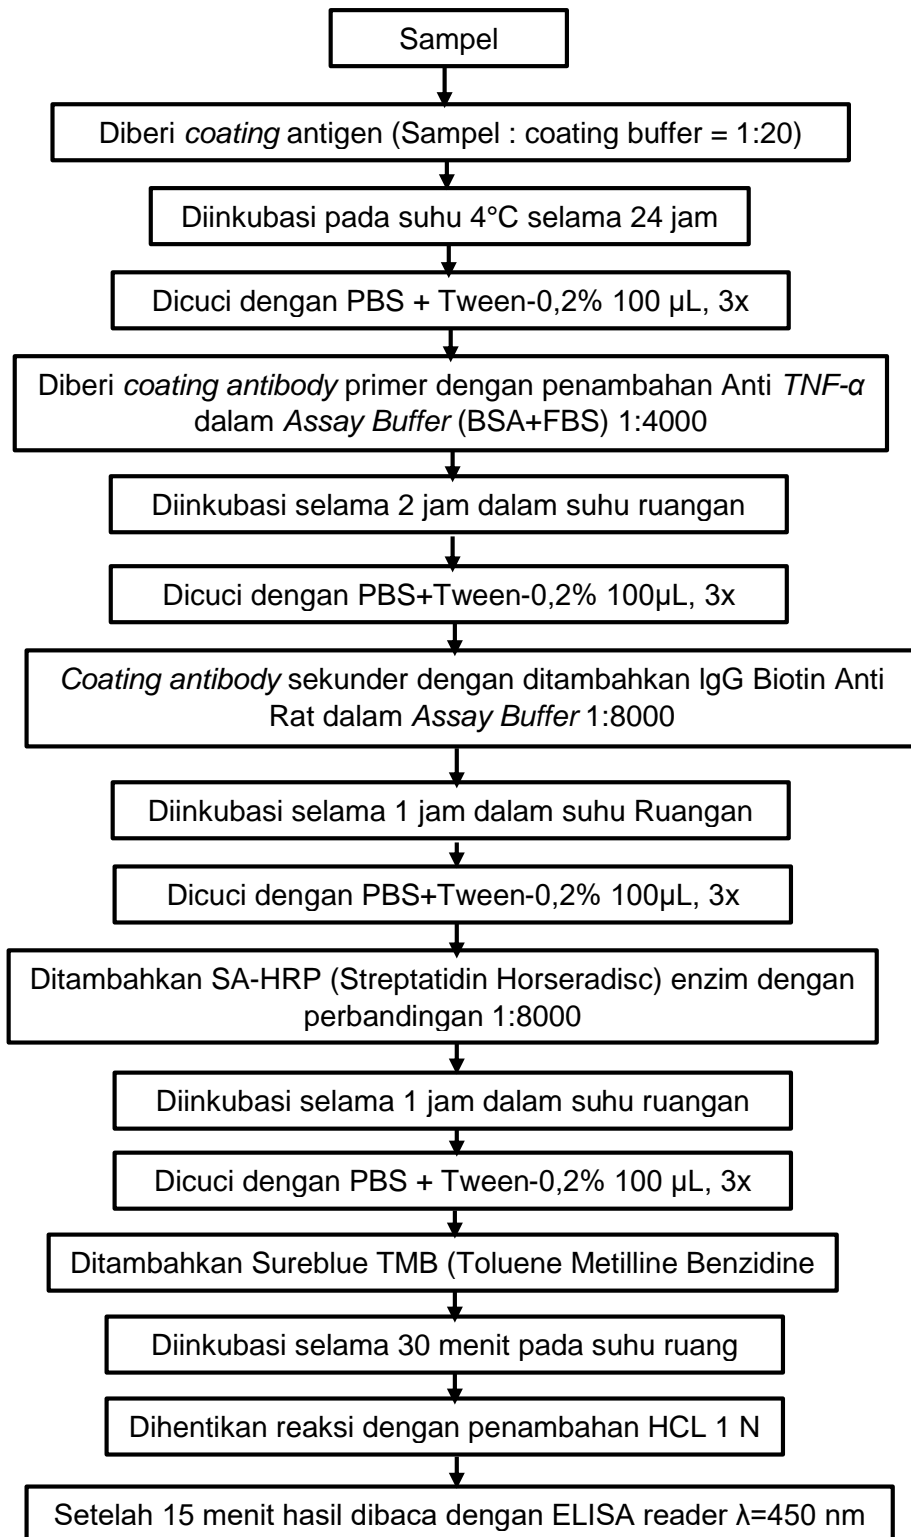 Sampel
Diberi coating antigen (Sampel : coating buffer = 1:20)
Diinkubasi pada suhu 4°C selama 24 jam
Dicuci dengan PBS + Tween-0,2% 100 µL, 3x
Diberi coating antibody primer dengan penambahan Anti TNF-α
dalam Assay Buffer (BSA+FBS) 1:4000
Diinkubasi selama 2 jam dalam suhu ruangan
Dicuci dengan PBS+Tween-0,2% 100µL, 3x
Coating antibody sekunder dengan ditambahkan IgG Biotin Anti
Rat dalam Assay Buffer 1:8000
Diinkubasi selama 1 jam dalam suhu Ruangan
Dicuci dengan PBS+Tween-0,2% 100µL, 3x
Ditambahkan SA-HRP (Streptatidin Horseradisc) enzim dengan
perbandingan 1:8000
Diinkubasi selama 1 jam dalam suhu ruangan
Dicuci dengan PBS + Tween-0,2% 100 µL, 3x
Ditambahkan Sureblue TMB (Toluene Metilline Benzidine
Diinkubasi selama 30 menit pada suhu ruang
Dihentikan reaksi dengan penambahan HCL 1 N
Setelah 15 menit hasil dibaca dengan ELISA reader λ=450 nm